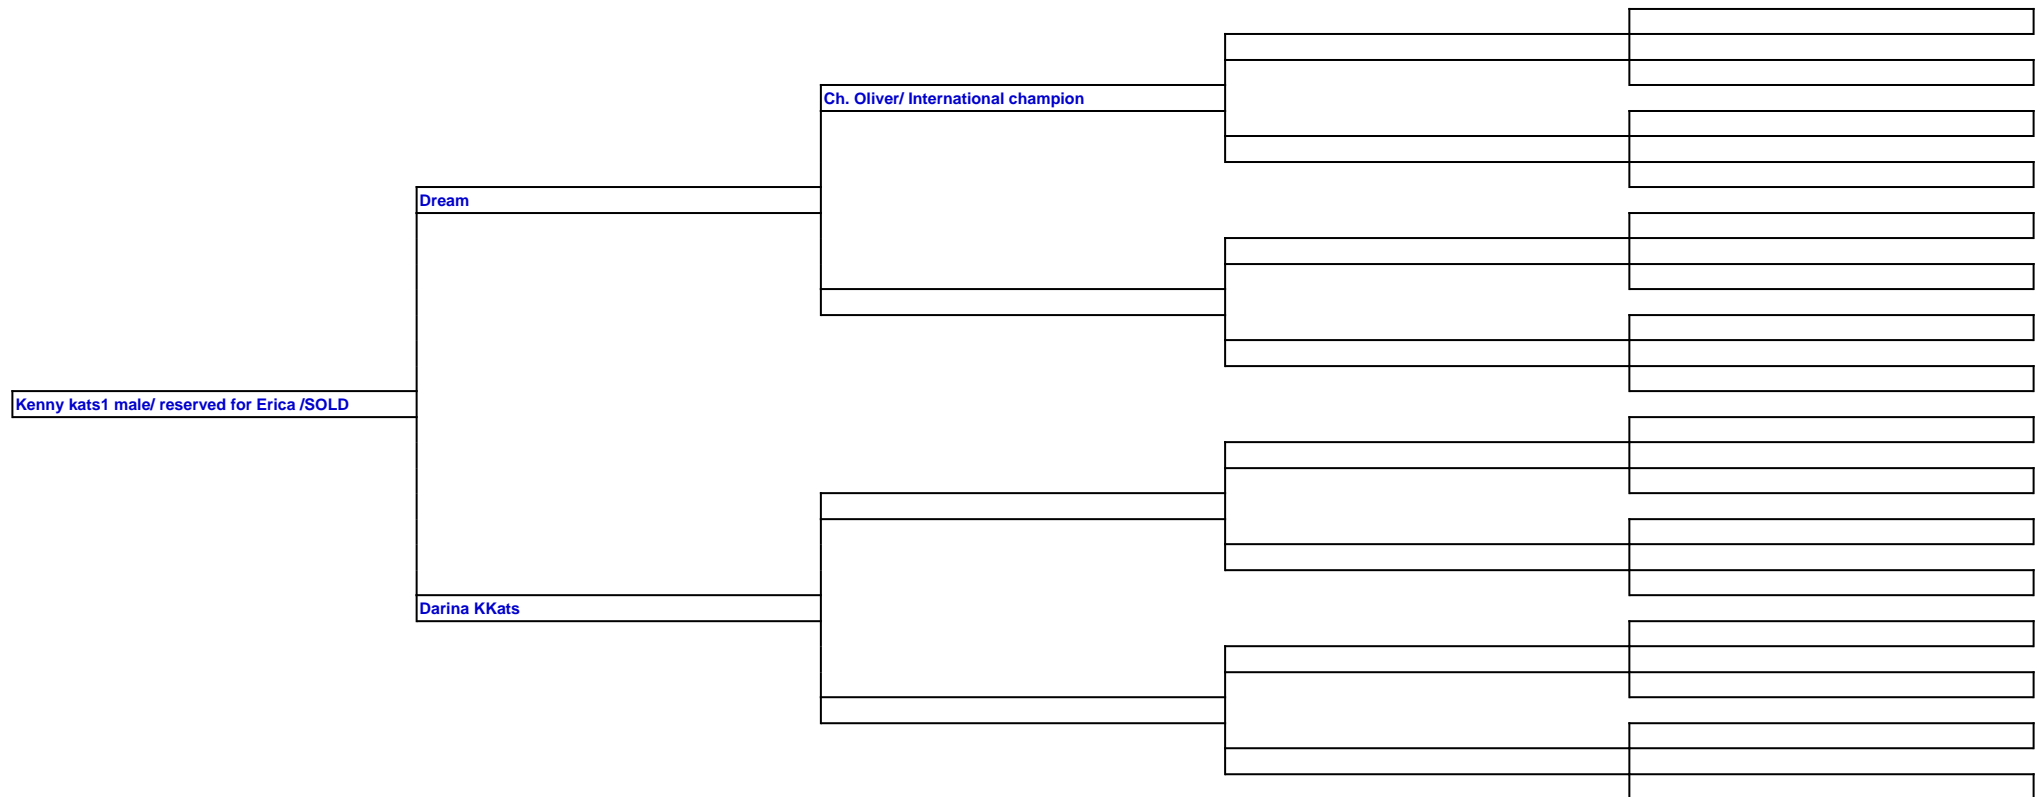 Ch. Oliver/ International champion
Dream
Kenny kats1 male/ reserved for Erica /SOLD
Darina KKats